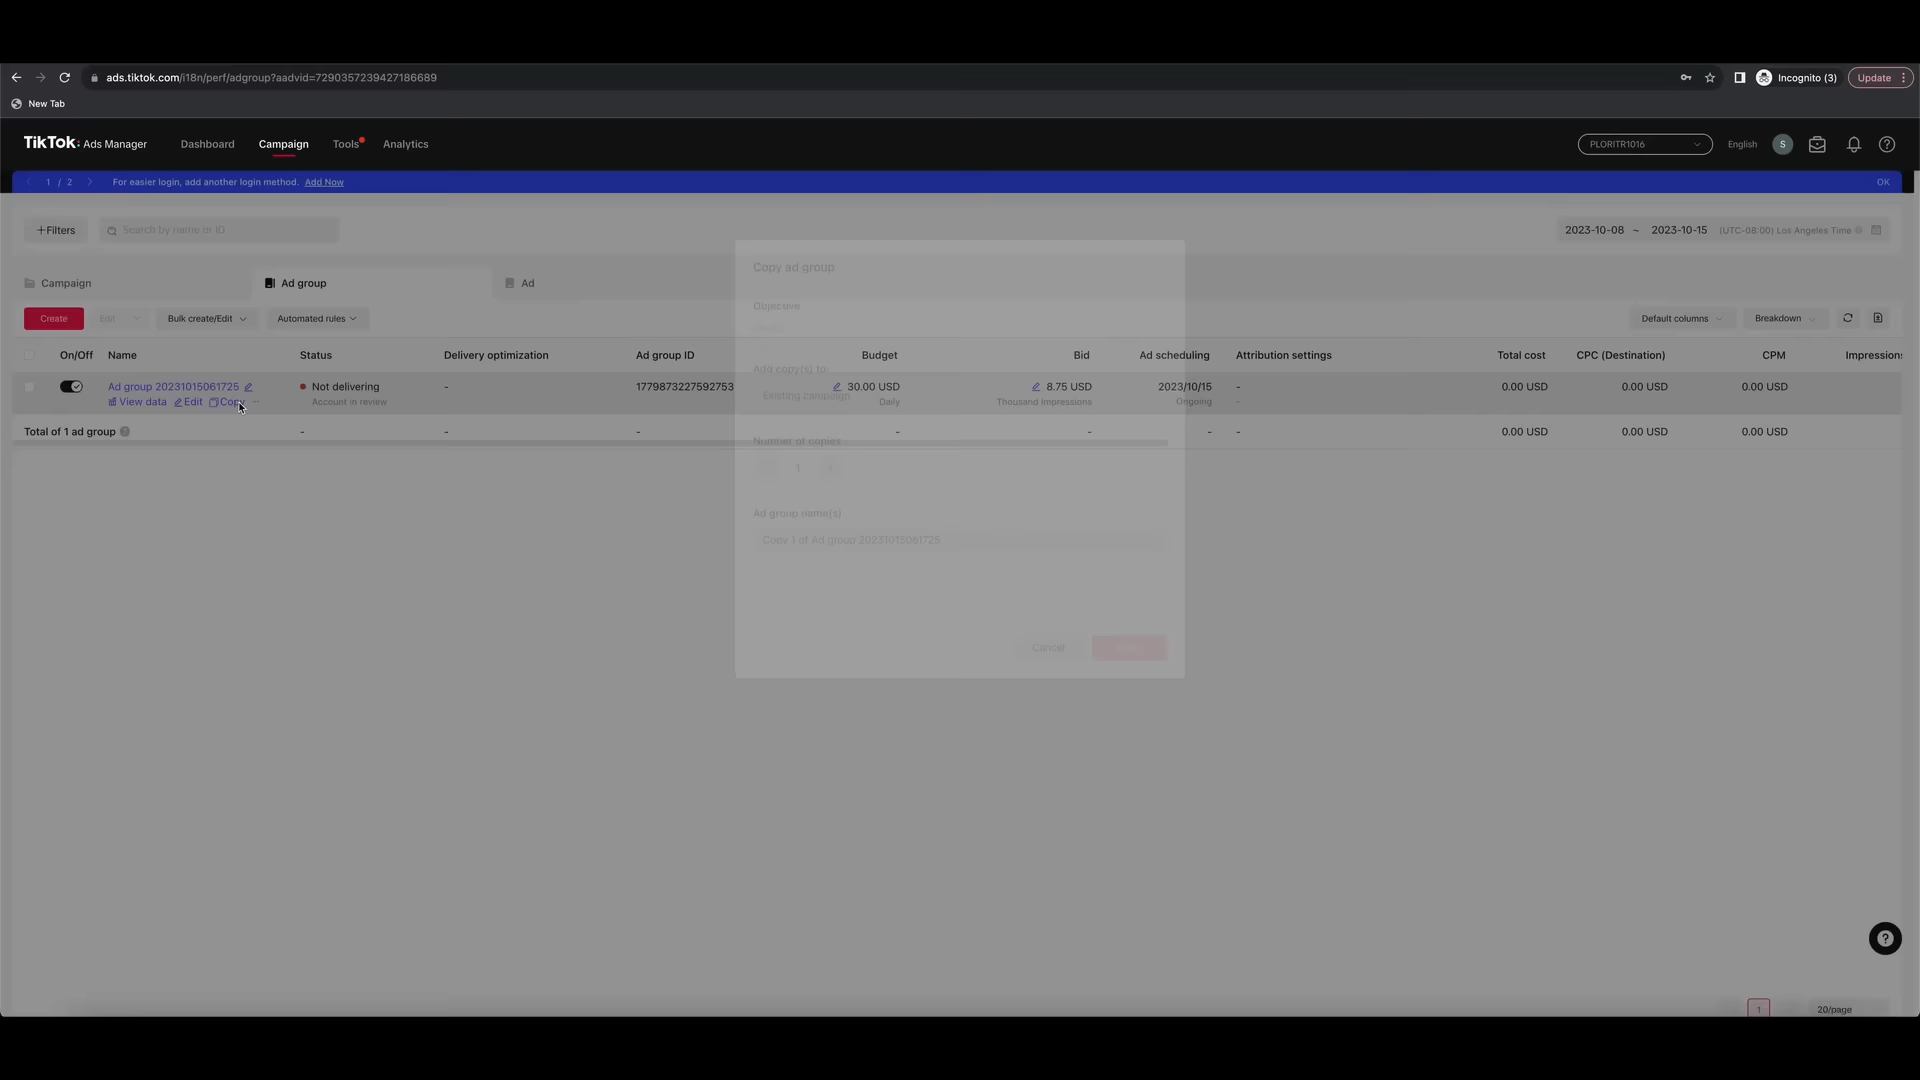 ads.tiktok.com/i18n/perf/adgroup?aadvid=7290357239427186689
Incognito (3)
Update
New Tab
TikTok: Ads Manager
Dashboard
Campaign
Tools
Analytics
PLORITR1016
English
S
1 / 2
For easier login, add another login method. Add Now
OK
+Filters
Search by name or ID
2023-10-08 ~ 2023-10-15 (UTC-08:00) Los Angeles Time
Campaign
Ad group
Ad
Create
Edit
Bulk create/Edit
Automated rules
Default columns
Breakdown
On/Off Name Status Delivery optimization Ad group ID Budget Bid Ad scheduling Attribution settings Total cost CPC (Destination) CPM Impressions
Ad group 20231015061725 Not delivering - 1779873227592753 30.00 USD 8.75 USD 2023/10/15 - 0.00 USD 0.00 USD 0.00 USD
View data Edit Copy ... Account in review Daily Thousand Impressions Ongoing -
Total of 1 ad group - - - - - - - 0.00 USD 0.00 USD 0.00 USD
Copy ad group
Objective
Add copy(s) to:
Existing campaign
Number of copies
1
Ad group name(s)
Copy 1 of Ad group 20231015061725
Cancel
?
1
20/page